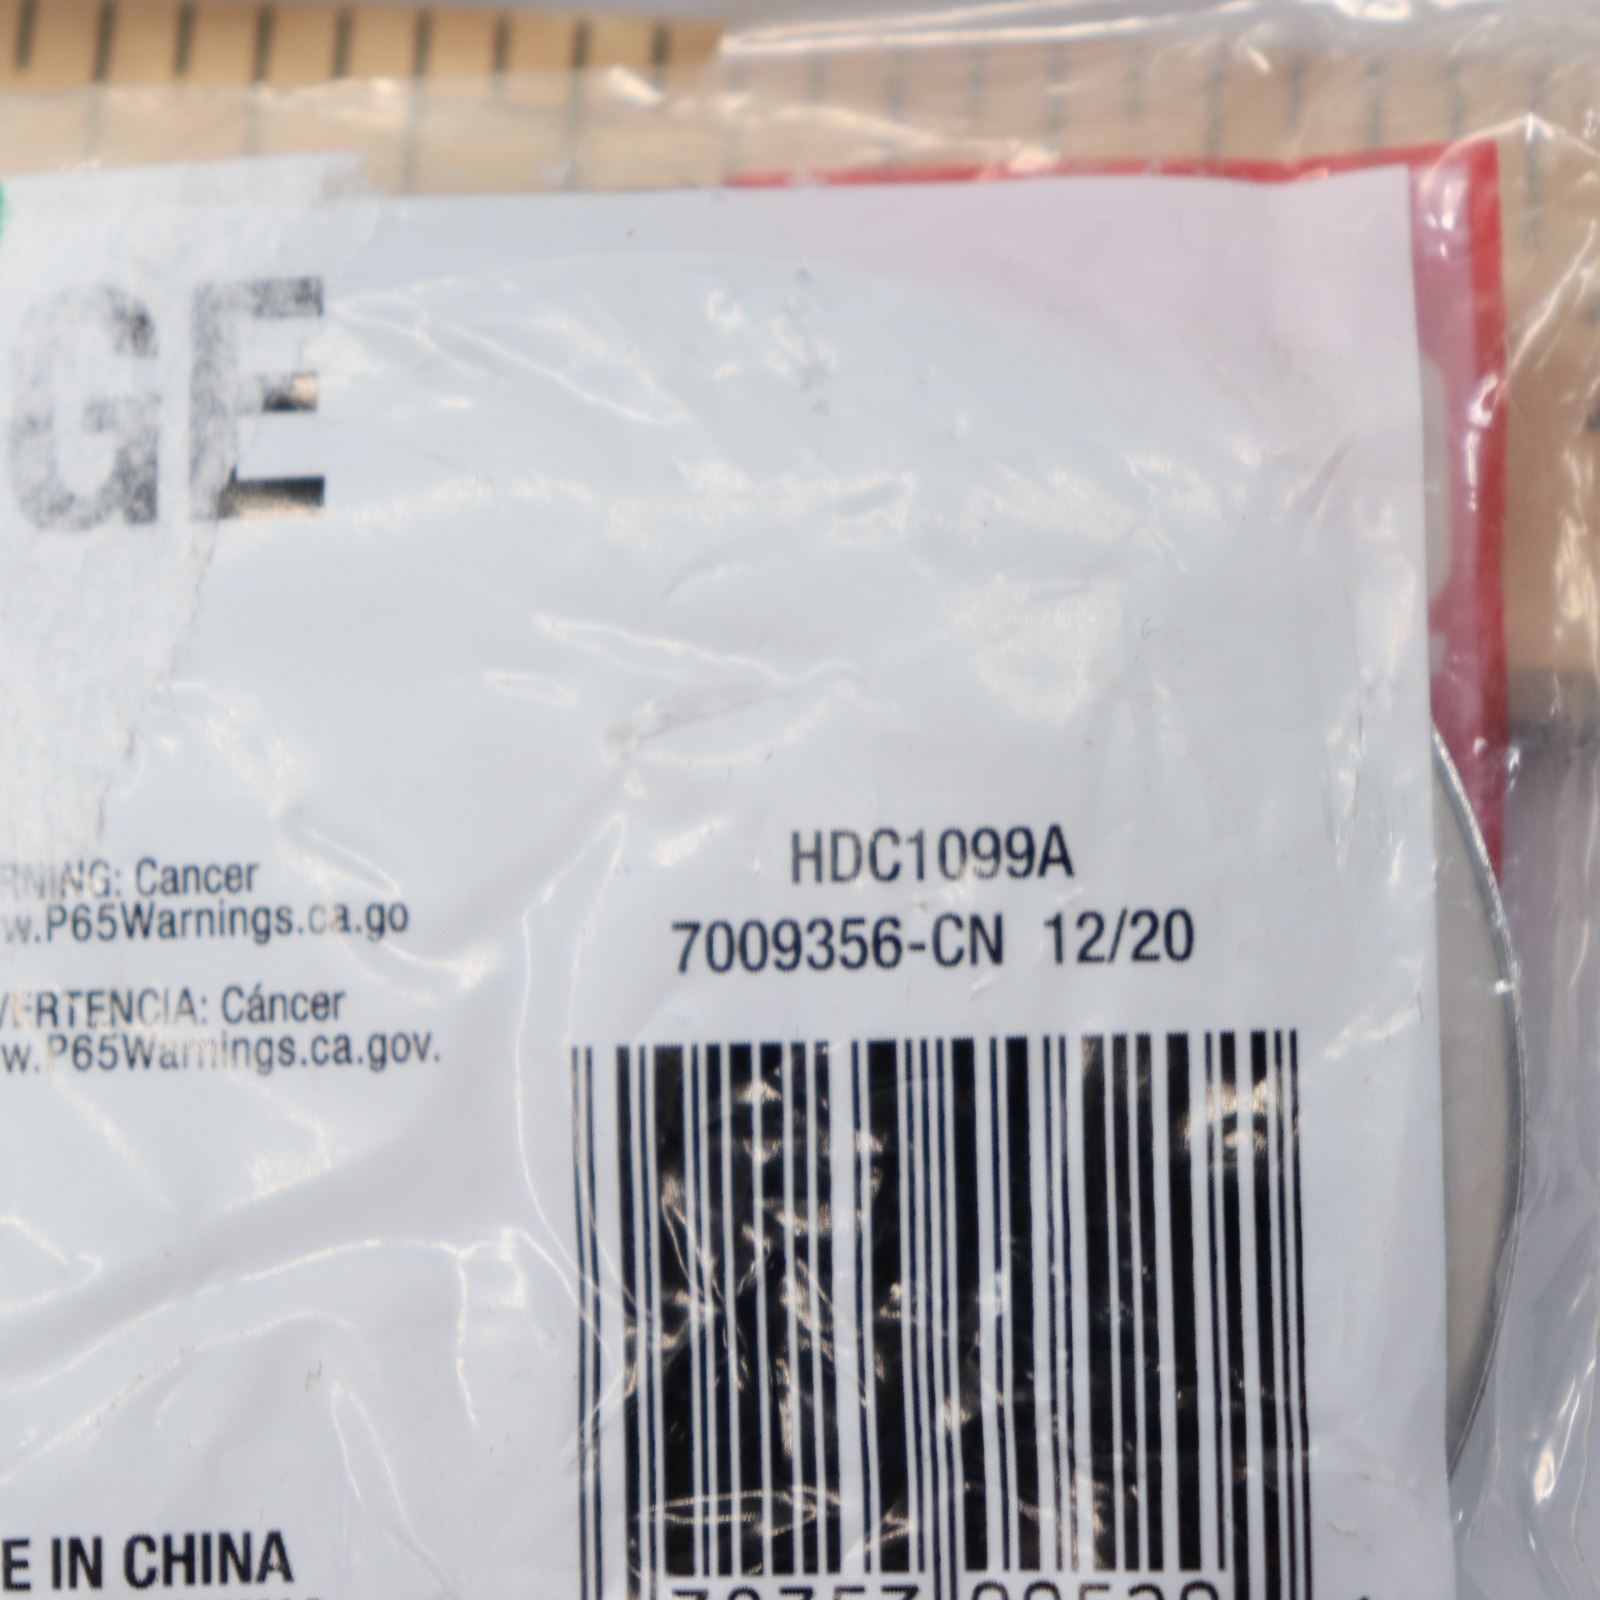 GE
HDC1099A
7009356-CN 12/20
RNING: Cancer
w.P65Warnings.ca.go
VERTENCIA: Cáncer
w.P65Warnings.ca.gov.
E IN CHINA